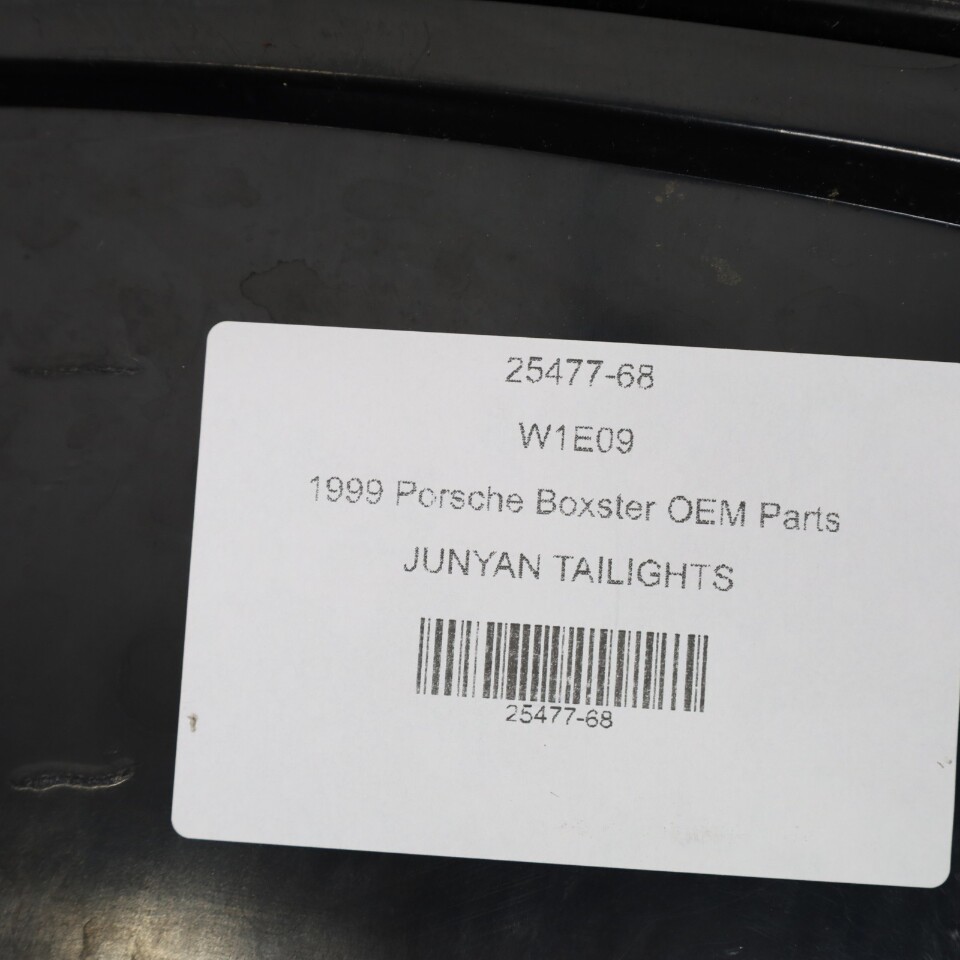 25477-68
W1E09
1999 Porsche Boxster OEM Parts
JUNYAN TAILIGHTS
25477-68